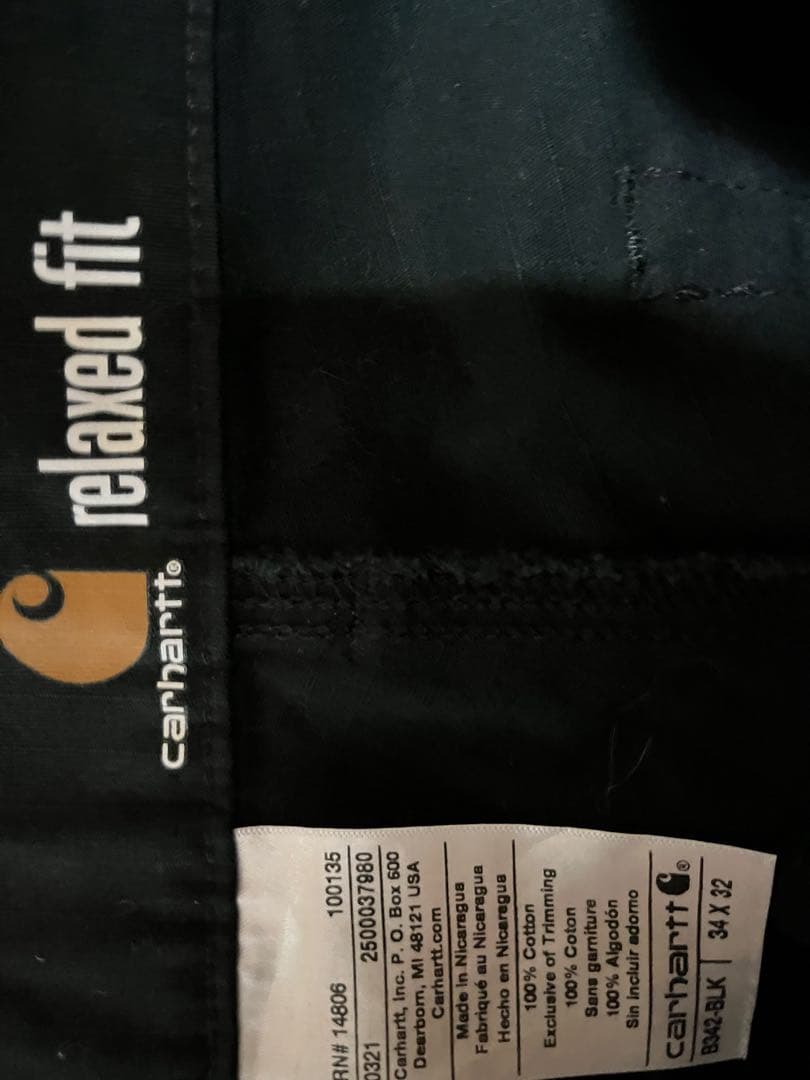 relaxed fit
carhartt®
RN# 14806 100135
0321 2500037980
Carhartt, Inc. P. O. Box 600
Dearborn, MI 48121 USA
Carhartt.com
Made in Nicaragua
Fabriqué au Nicaragua
Hecho en Nicaragua
100% Cotton
Exclusive of Trimming
100% Coton
Sans garniture
100% Algodón
Sin incluir adorno
carhartt ®
B342-BLK 34 X 32